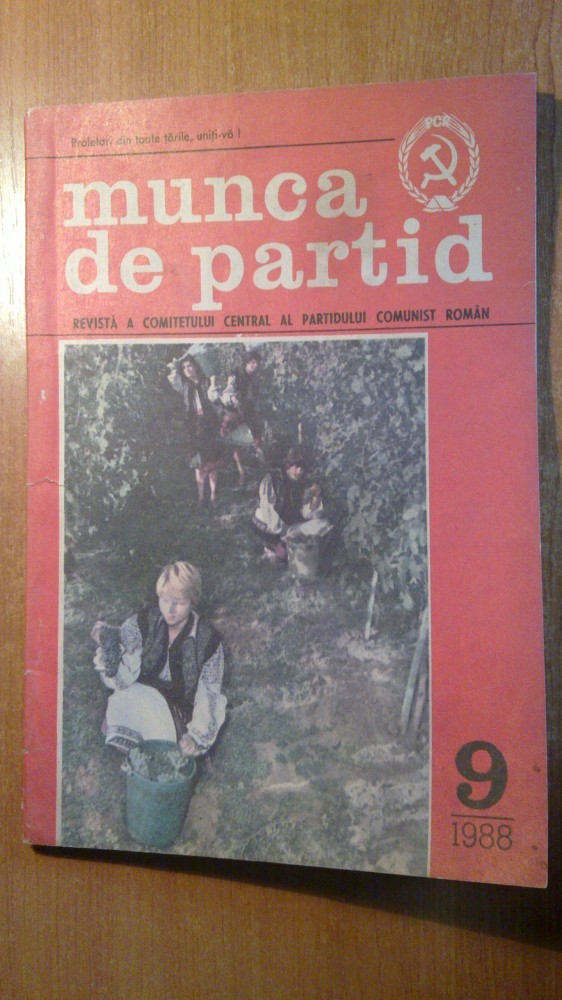 Proletari din toate țările, uniți-vă !
PCR
munca
de partid
REVISTĂ A COMITETULUI CENTRAL AL PARTIDULUI COMUNIST ROMÂN
9
1988